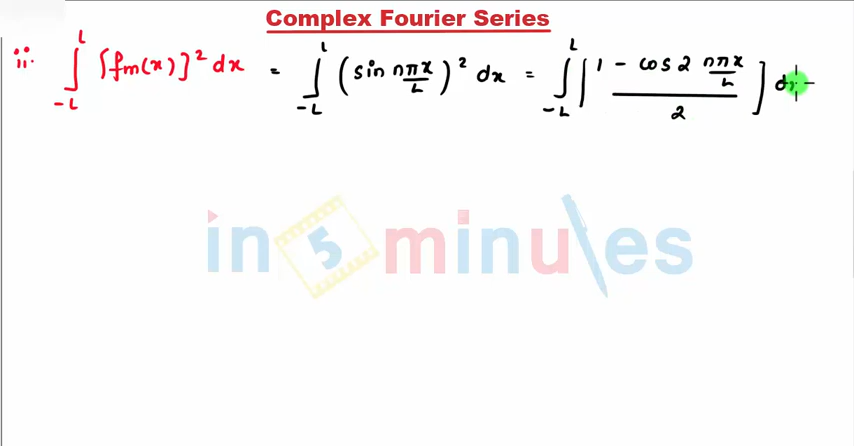 Complex Fourier Series
ii. ∫_{-L}^{L} [fm(x)]² dx = ∫_{-L}^{L} (sin nπx/L)² dx = ∫_{-L}^{L} [1 - cos 2 nπx/L / 2] dx
in 5 minutes